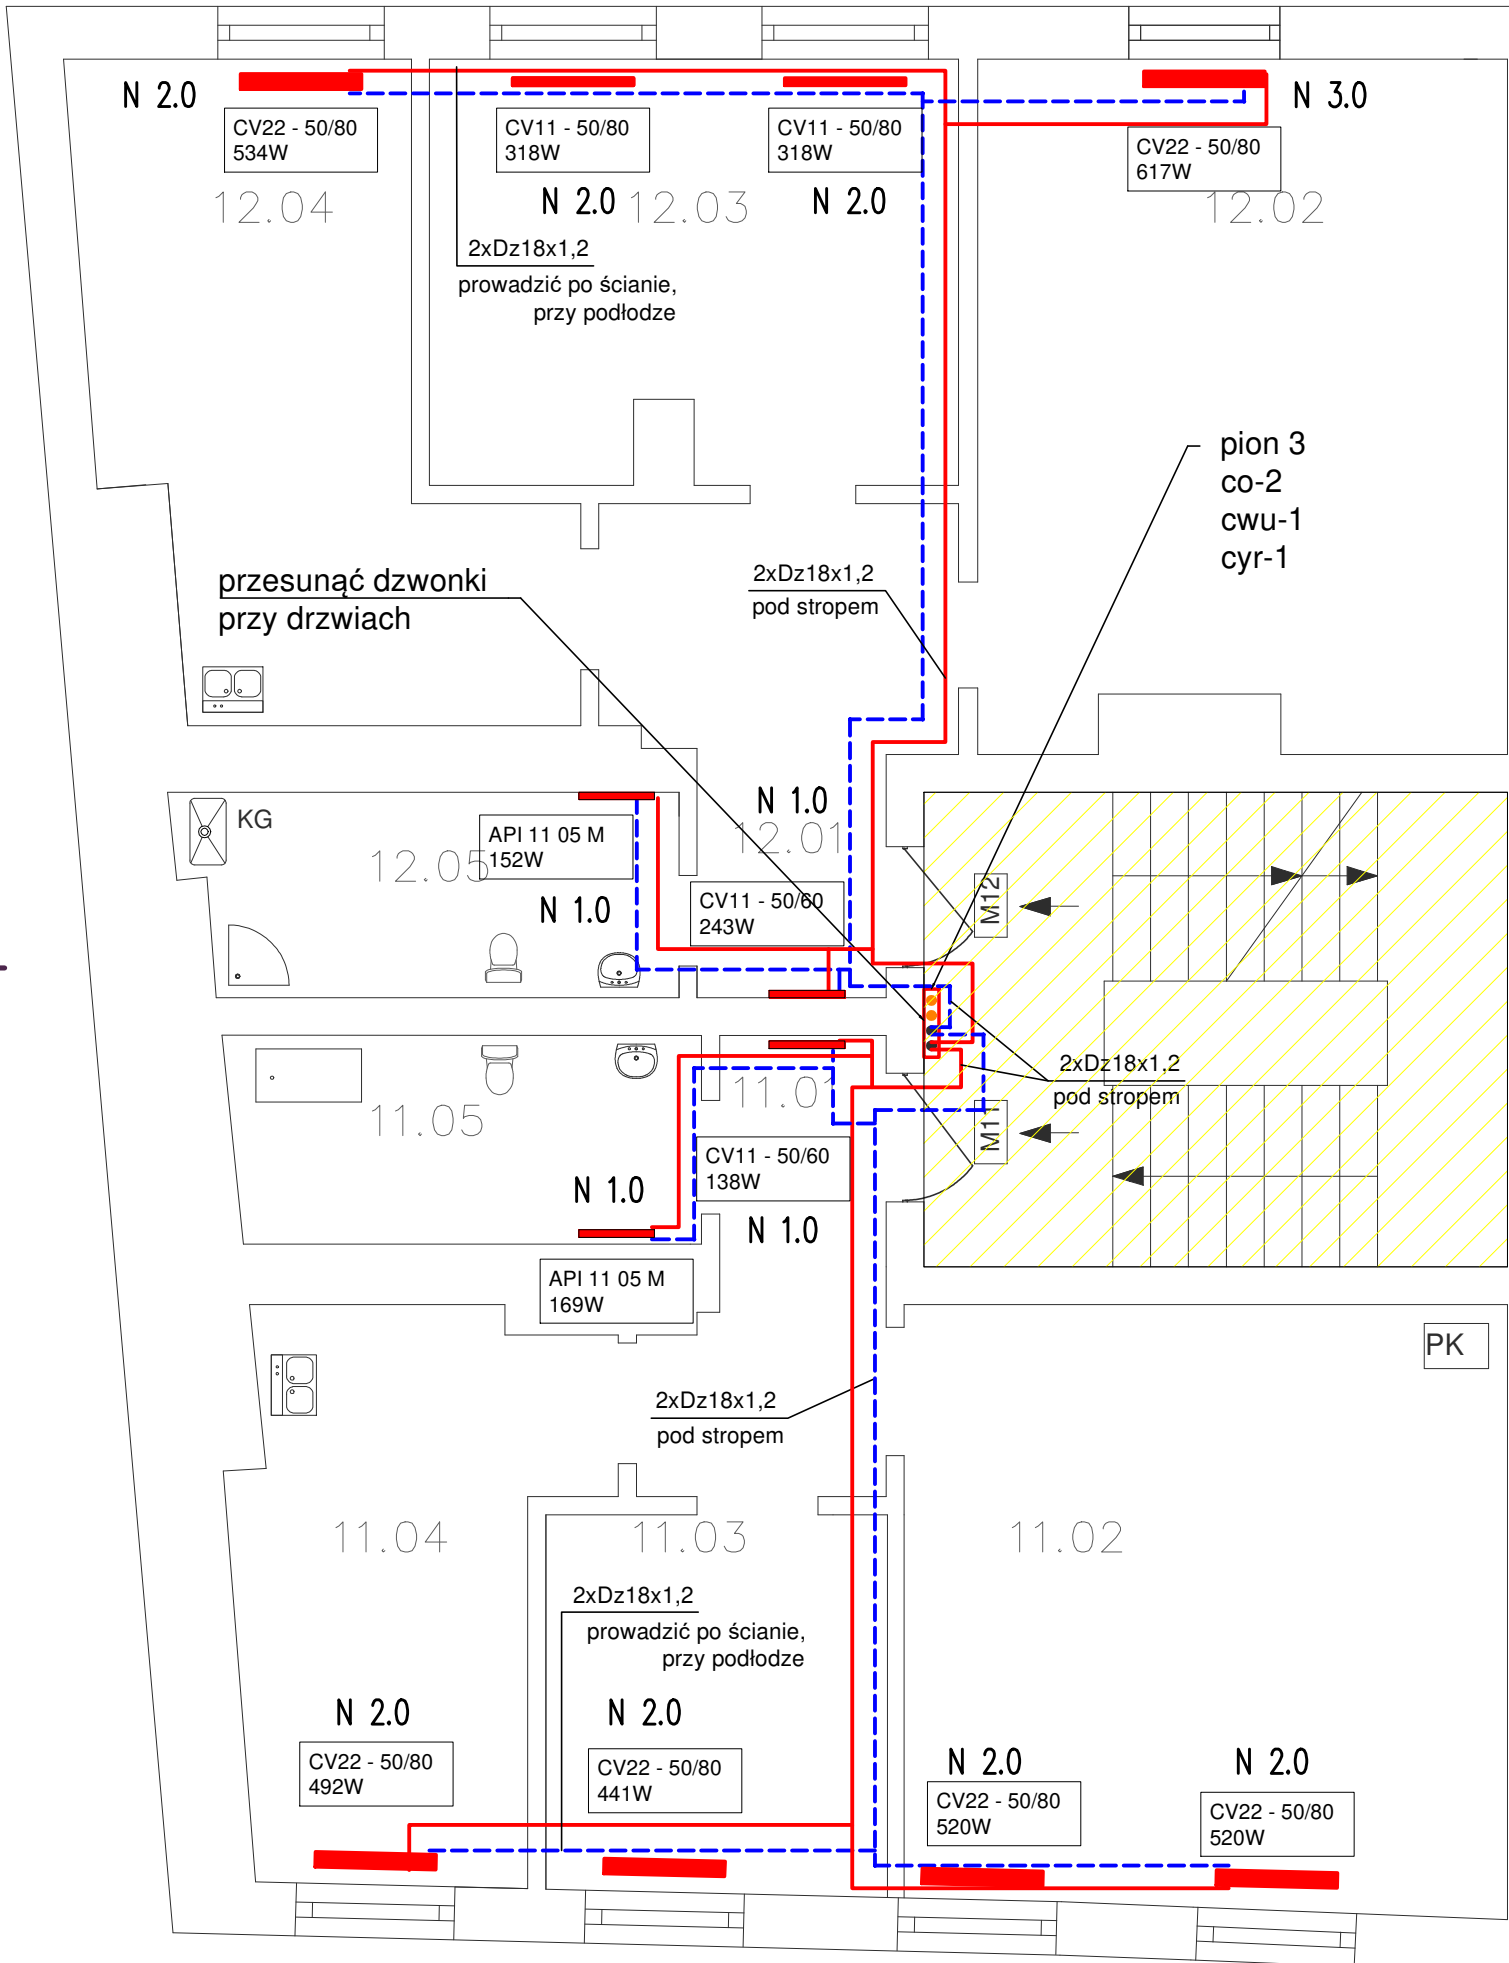 N 2.0
CV22 - 50/80
534W
12.04
CV11 - 50/80
318W
N 2.0
12.03
CV11 - 50/80
318W
N 2.0
CV22 - 50/80
617W
N 3.0
12.02
2xDz18x1,2
prowadzić po ścianie,
przy podłodze
pion 3
co-2
cwu-1
cyr-1
przesunąć dzwonki
przy drzwiach
2xDz18x1,2
pod stropem
KG
12.05
API 11 05 M
152W
N 1.0
N 1.0
12.01
CV11 - 50/60
243W
M12
2xDz18x1,2
pod stropem
M11
11.05
11.01
CV11 - 50/60
138W
N 1.0
N 1.0
API 11 05 M
169W
PK
2xDz18x1,2
pod stropem
11.04
11.03
11.02
2xDz18x1,2
prowadzić po ścianie,
przy podłodze
N 2.0
CV22 - 50/80
492W
N 2.0
CV22 - 50/80
441W
N 2.0
CV22 - 50/80
520W
N 2.0
CV22 - 50/80
520W